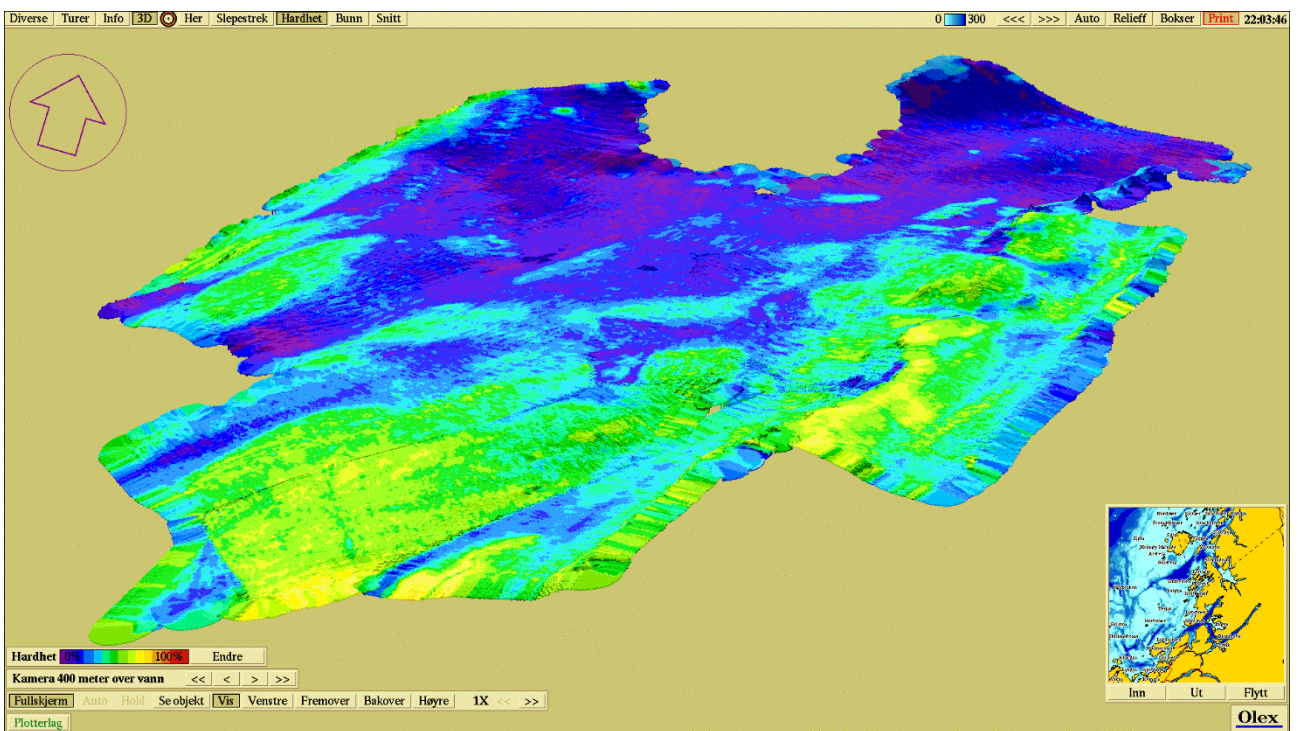 Diverse Turer Info 3D Her Slepestrek Hardhet Bunn Snitt 0 300 <<< >>> Auto Relieff Bokser Print 22:03:46
Hardhet 0% 100% Endre
Kamera 400 meter over vann << < > >>
Fullskjerm Auto Hold Se objekt Vis Venstre Fremover Bakover Høyre 1X << >>
Plotterlag
Inn Ut Flytt
Olex